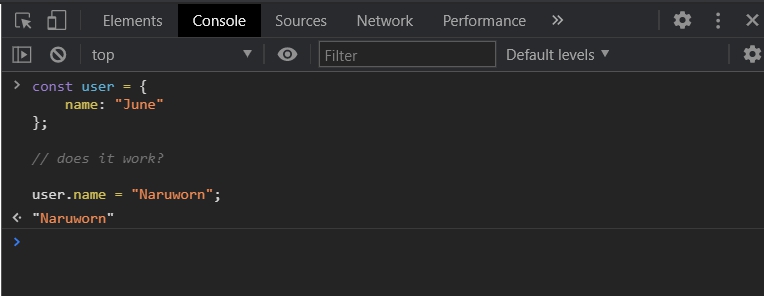 Elements Console Sources Network Performance »
top Filter Default levels
const user = {
    name: "June"
};
// does it work?
user.name = "Naruworn";
"Naruworn"